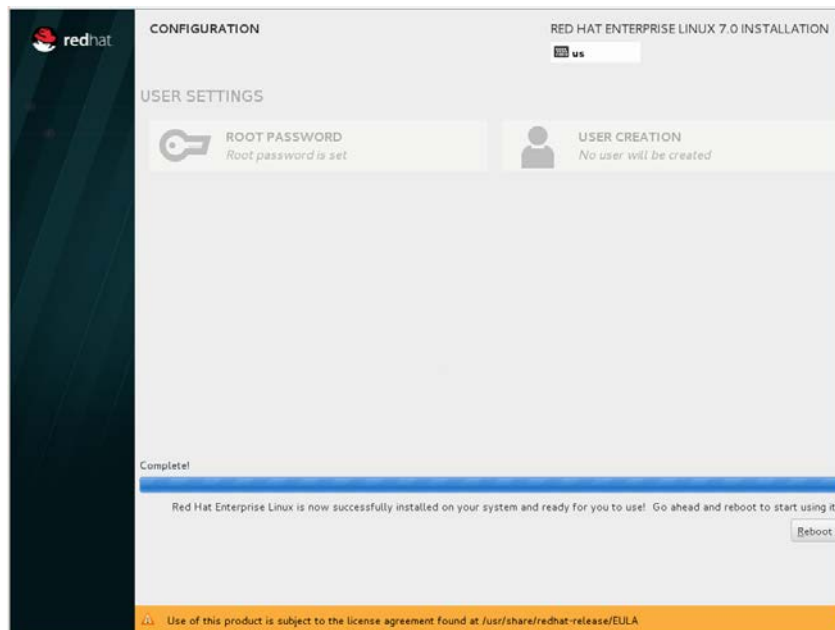 redhat.
CONFIGURATION
RED HAT ENTERPRISE LINUX 7.0 INSTALLATION
us
USER SETTINGS
ROOT PASSWORD
Root password is set
USER CREATION
No user will be created
Complete!
Red Hat Enterprise Linux is now successfully installed on your system and ready for you to use! Go ahead and reboot to start using it
Reboot
Use of this product is subject to the license agreement found at /usr/share/redhat-release/EULA